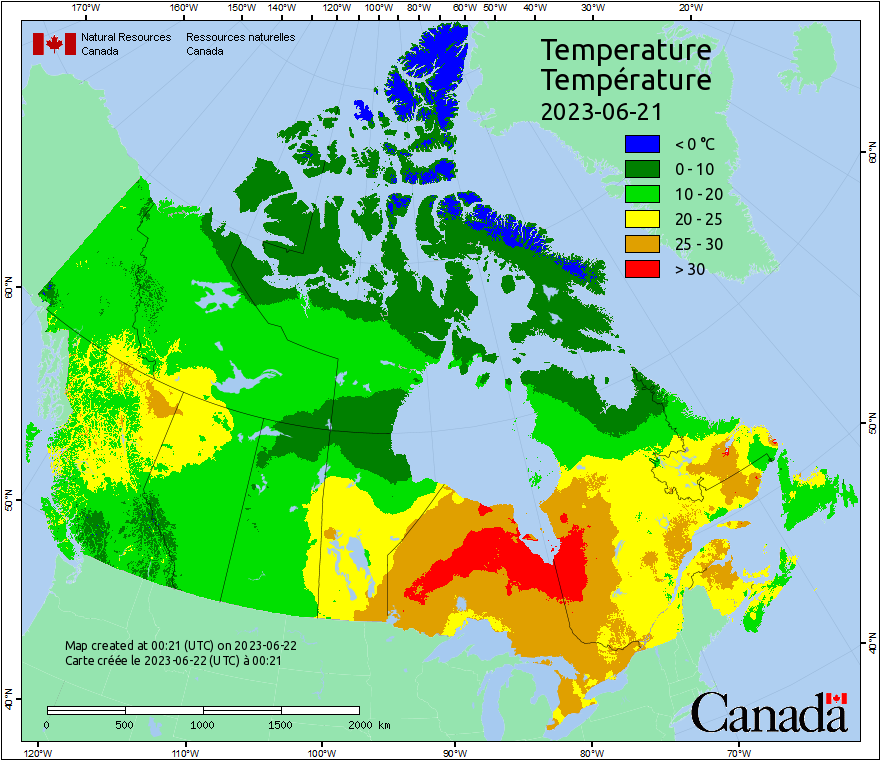 170°W 160°W 150°W 140°W 130°W 120°W 110°W 100°W 80°W 60°W 50°W 40°W 30°W 20°W
Natural Resources Ressources naturelles
Canada Canada
Temperature
Température
2023-06-21
< 0 °C
0 - 10
10 - 20
20 - 25
25 - 30
> 30
60°N
50°N
40°N
60°N
50°N
40°N
Map created at 00:21 (UTC) on 2023-06-22
Carte créée le 2023-06-22 (UTC) à 00:21
0 500 1000 1500 2000 km
Canada
120°W 110°W 100°W 90°W 80°W 70°W